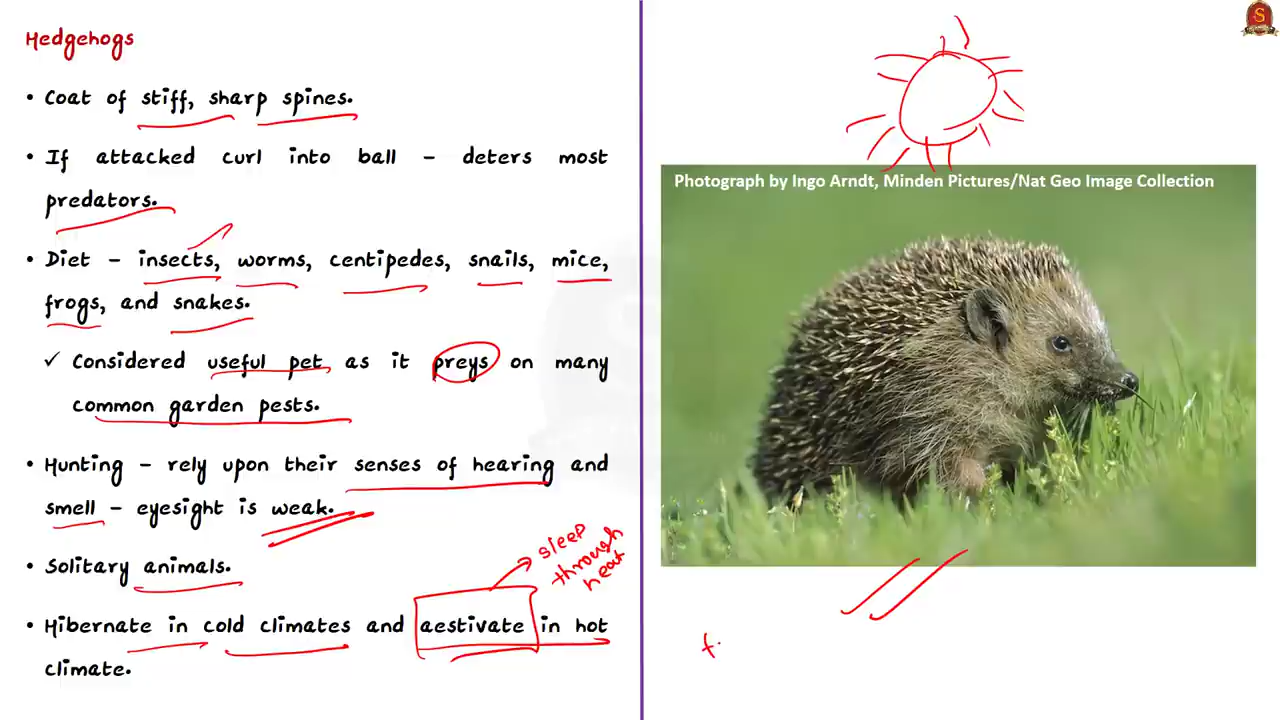 Hedgehogs
• Coat of stiff, sharp spines.
• If attacked curl into ball – deters most
predators.
• Diet – insects, worms, centipedes, snails, mice,
frogs, and snakes.
✓ Considered useful pet as it preys on many
common garden pests.
• Hunting – rely upon their senses of hearing and
smell – eyesight is weak.
• Solitary animals.
• Hibernate in cold climates and aestivate in hot
climate.
sleep
through
heat
Photograph by Ingo Arndt, Minden Pictures/Nat Geo Image Collection